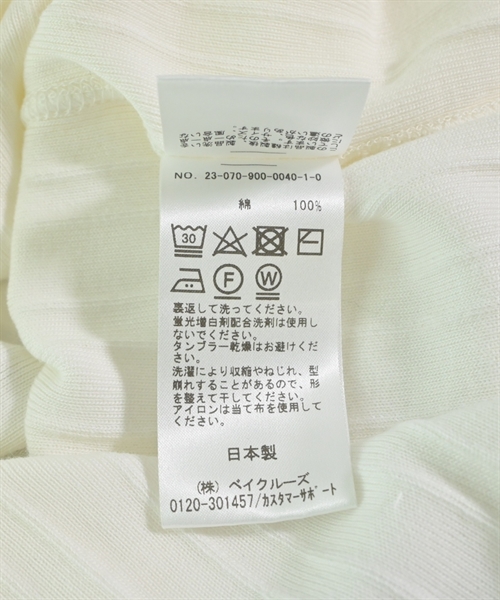 NO. 23-070-900-0040-1-0
綿 100%
30
F W
裏返して洗ってください。
蛍光増白剤配合洗剤は使用し
ないでください。
タンブラー乾燥はお避けくだ
さい。
洗濯により収縮やねじれ、型
崩れすることがあるので、形
を整えて干してください。
アイロンは当て布を使用して
ください。
日本製
(株) ベイクルーズ
0120-301457/カスタマーサポート